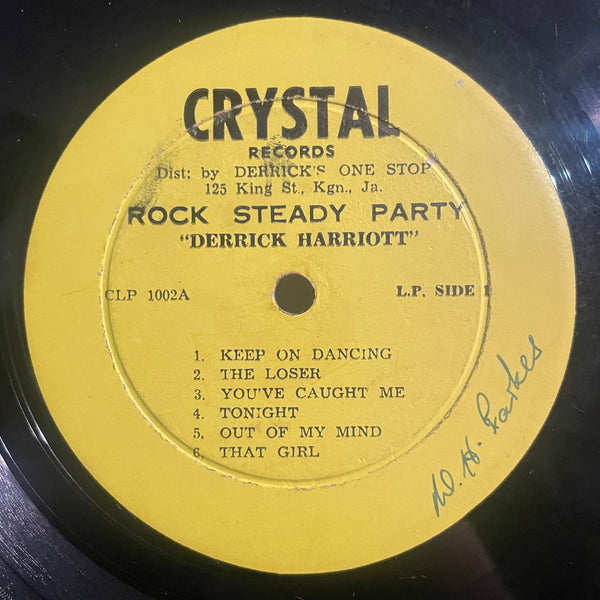 CRYSTAL
RECORDS
Dist: by DERRICK'S ONE STOP
125 King St., Kgn., Ja.
ROCK STEADY PARTY
"DERRICK HARRIOTT"
CLP 1002A L.P. SIDE 1
1. KEEP ON DANCING
2. THE LOSER
3. YOU'VE CAUGHT ME
4. TONIGHT
5. OUT OF MY MIND
6. THAT GIRL
H. Parkes